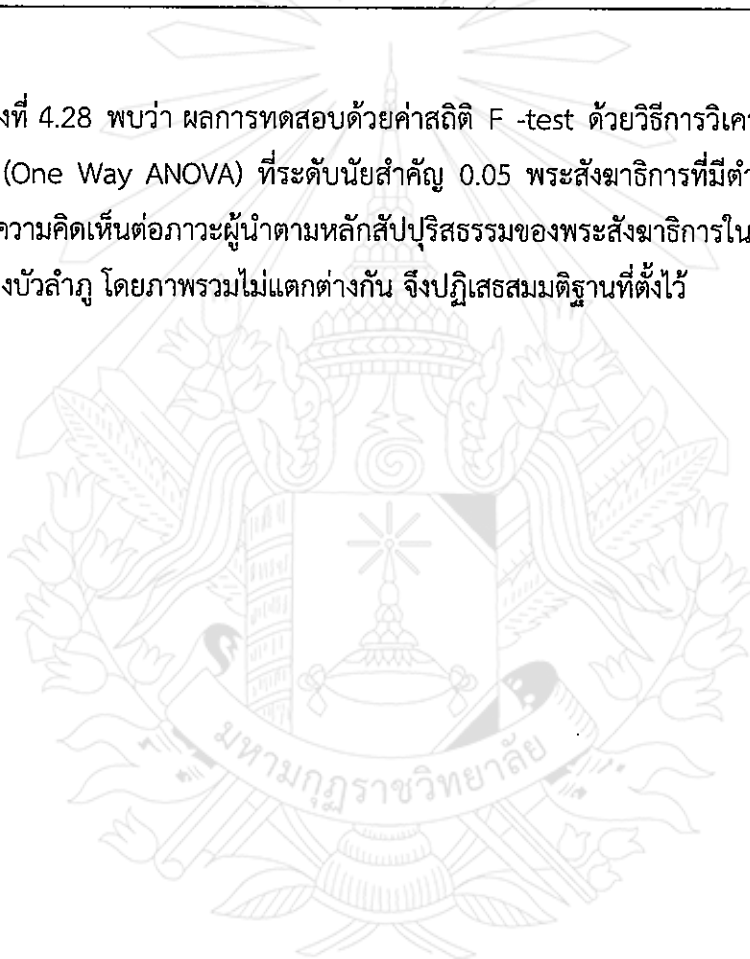 งที่ 4.28 พบว่า ผลการทดสอบด้วยค่าสถิติ F -test ด้วยวิธีการวิเคร
(One Way ANOVA) ที่ระดับนัยสำคัญ 0.05 พระสังฆาธิการที่มีตำ
ความคิดเห็นต่อภาวะผู้นำตามหลักสัปปุริสธรรมของพระสังฆาธิการใน
งบัวลำภู โดยภาพรวมไม่แตกต่างกัน จึงปฏิเสธสมมติฐานที่ตั้งไว้
มหามกุฏราชวิทยาลัย